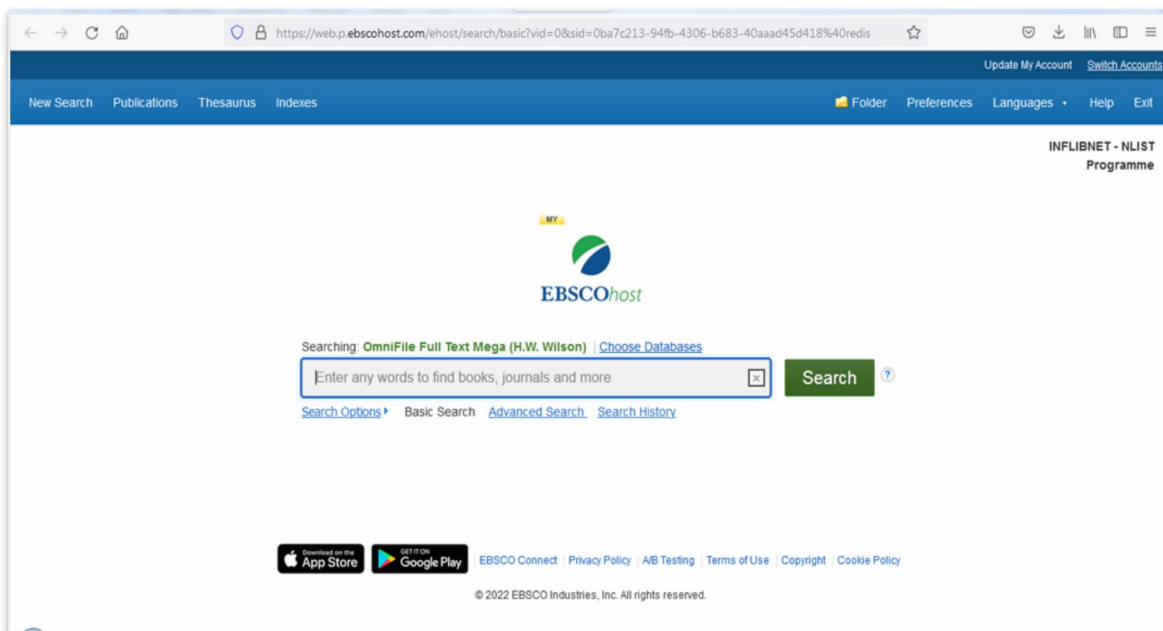 https://web.p.ebscohost.com/ehost/search/basic?vid=0&sid=0ba7c213-94fb-4306-b683-40aaad45d418%40redis
Update My Account Switch Accounts
New Search Publications Thesaurus Indexes Folder Preferences Languages Help Exit
INFLIBNET - NLIST
Programme
MY
EBSCOhost
Searching: OmniFile Full Text Mega (H.W. Wilson) Choose Databases
Enter any words to find books, journals and more Search ?
Search Options Basic Search Advanced Search Search History
Download on the App Store GET IT ON Google Play EBSCO Connect Privacy Policy A/B Testing Terms of Use Copyright Cookie Policy
© 2022 EBSCO Industries, Inc. All rights reserved.